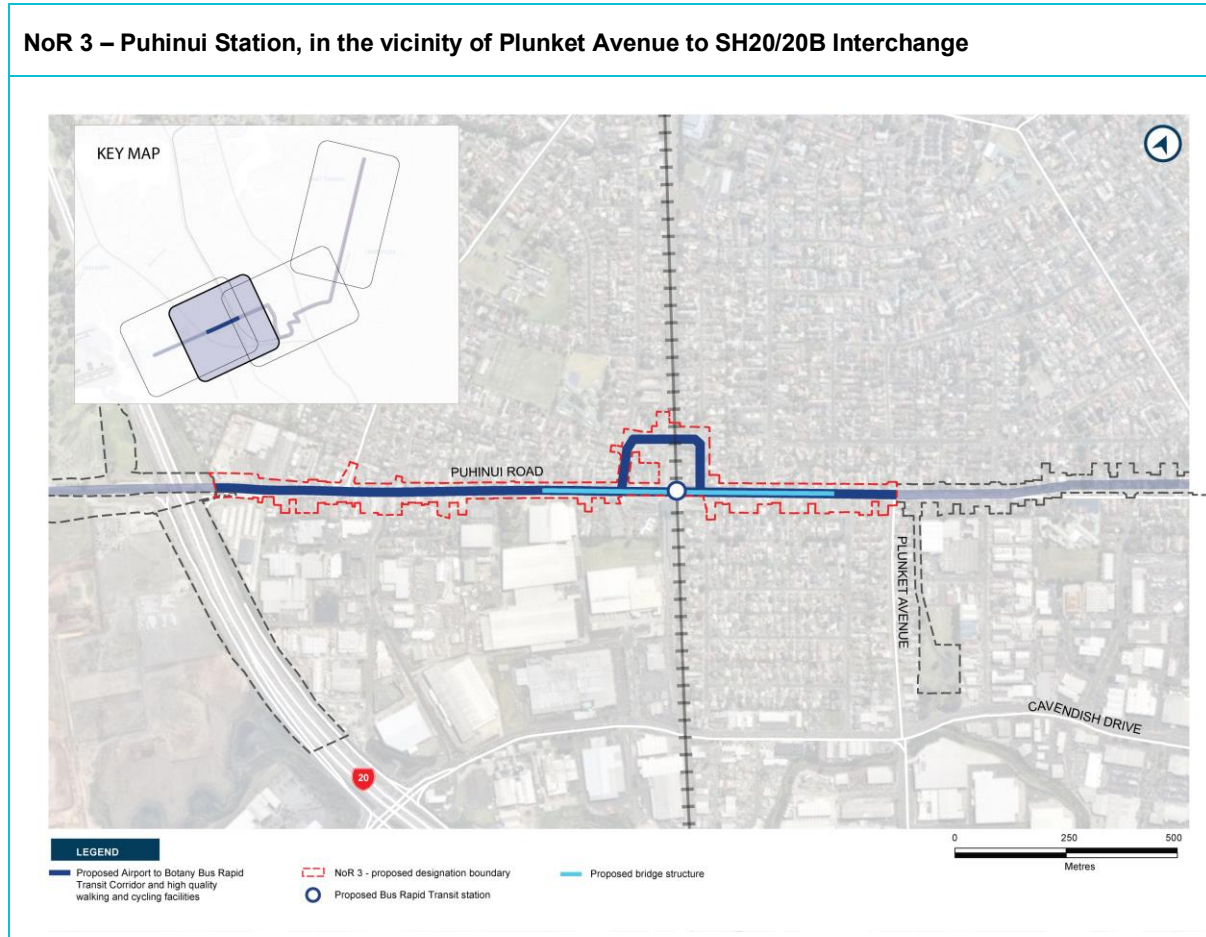 NoR 3 – Puhinui Station, in the vicinity of Plunket Avenue to SH20/20B Interchange
KEY MAP
PUHINUI ROAD
PLUNKET AVENUE
CAVENDISH DRIVE
20
LEGEND
Proposed Airport to Botany Bus Rapid
Transit Corridor and high quality
walking and cycling facilities
NoR 3 - proposed designation boundary
Proposed Bus Rapid Transit station
Proposed bridge structure
0 250 500
Metres